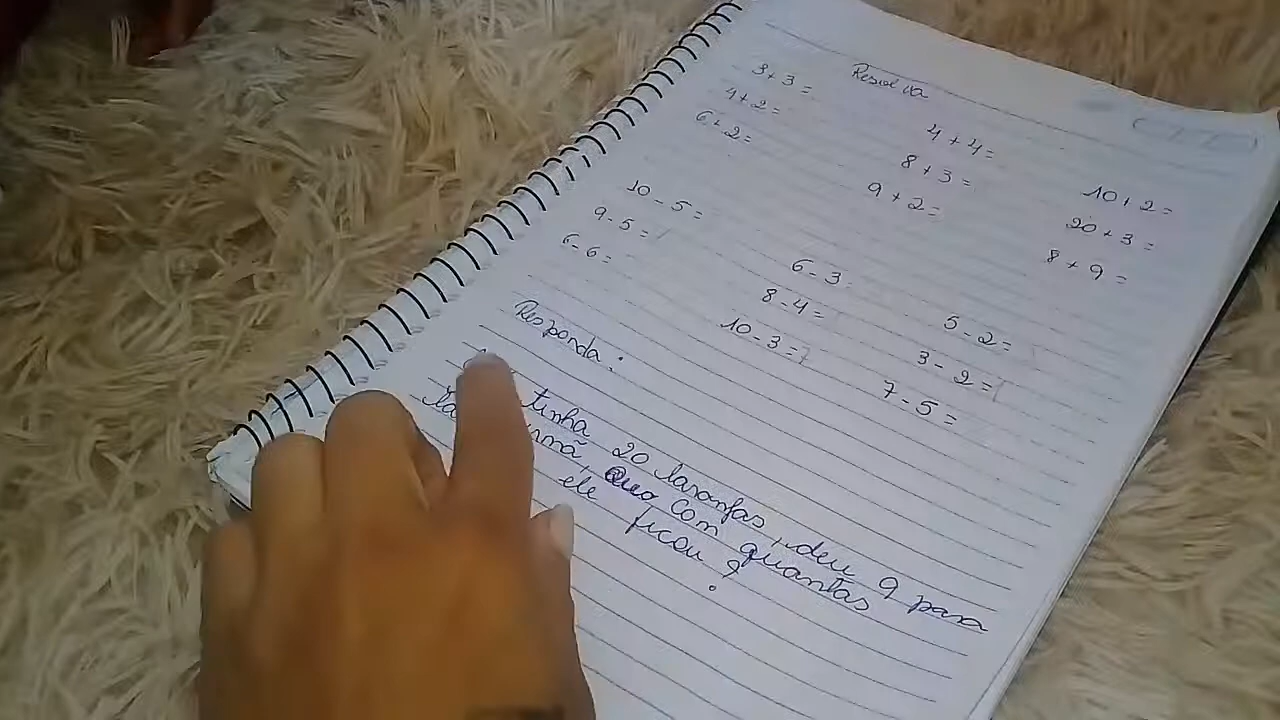 Resolva
3 + 3 =
4 + 2 =
6 + 2 =
4 + 4 =
8 + 3 =
9 + 2 =
10 + 2 =
20 + 3 =
8 + 9 =
10 - 5 =
9 - 5 =
6 - 6 =
6 - 3
8 - 4 =
10 - 3 =
5 - 2 =
3 - 2 =
7 - 5 =
Responda :
tinha 20 laranjas, deu 9 para
com quantas
ele ficou ?